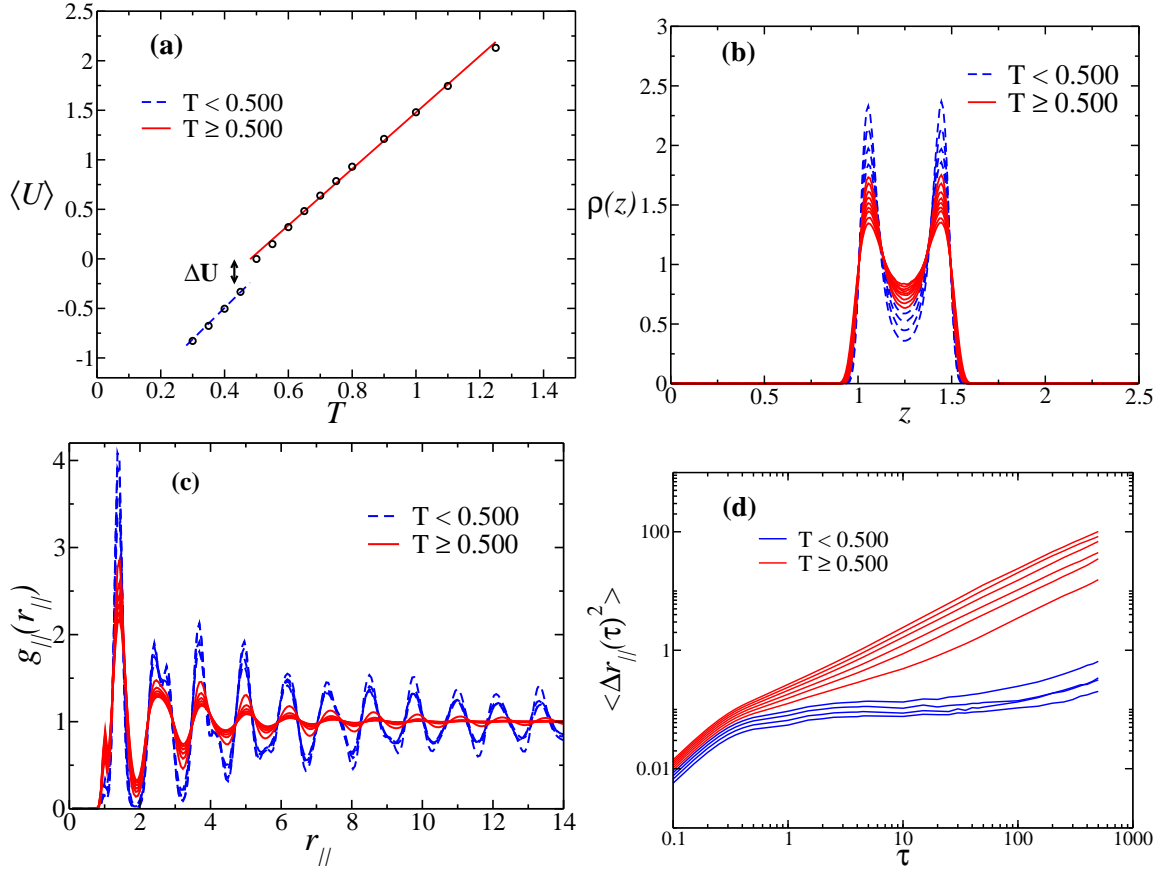 (a)
2.5
2
1.5
1
0.5
0
-0.5
-1
⟨U⟩
T < 0.500
T ≥ 0.500
ΔU
0 0.2 0.4 0.6 0.8 1 1.2 1.4
T
(b)
3
2.5
2
1.5
1
0.5
0
ρ(z)
T < 0.500
T ≥ 0.500
0 0.5 1 1.5 2 2.5
z
(c)
4
3
2
1
0
g//(r//)
T < 0.500
T ≥ 0.500
0 2 4 6 8 10 12 14
r//
(d)
100
1
0.01
<Δr//(τ)²>
T < 0.500
T ≥ 0.500
0.1 1 10 100 1000
τ